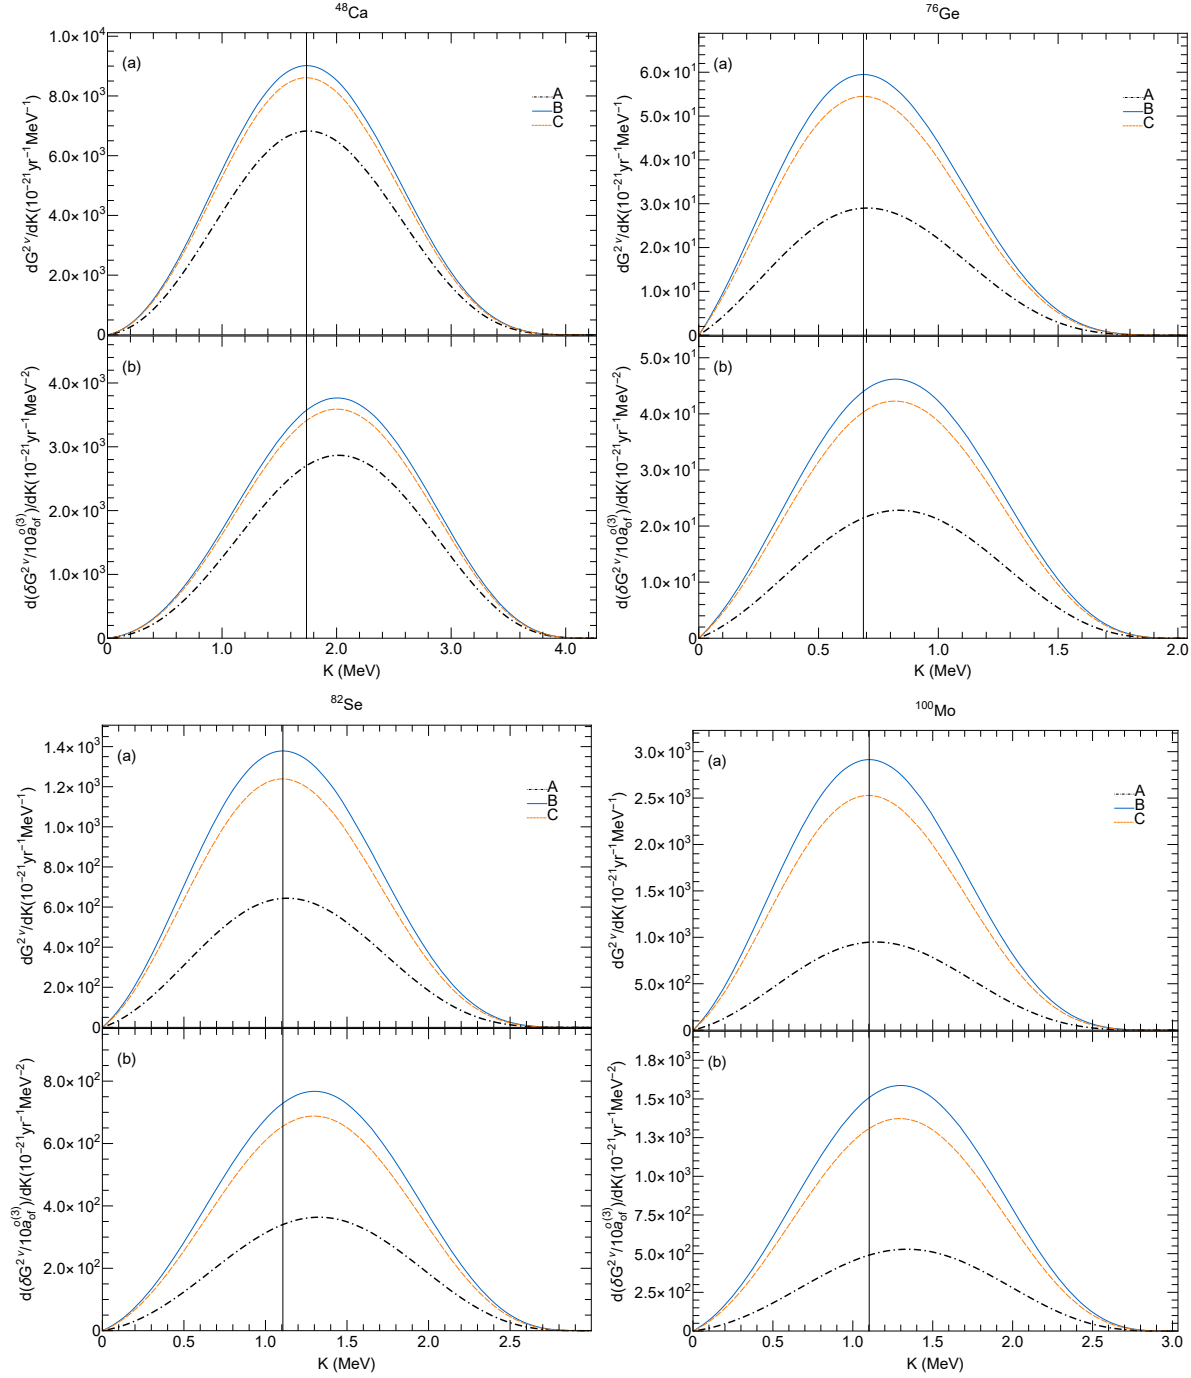 ⁴⁸Ca
(a)
dG²ᵛ/dK(10⁻²¹yr⁻¹MeV⁻¹)
1.0×10⁴
8.0×10³
6.0×10³
4.0×10³
2.0×10³
0
A
B
C
(b)
d(δG²ᵛ/10å_of^(3))/dK(10⁻²¹yr⁻¹MeV⁻²)
4.0×10³
3.0×10³
2.0×10³
1.0×10³
0
0 1.0 2.0 3.0 4.0
K (MeV)
⁷⁶Ge
(a)
dG²ᵛ/dK(10⁻²¹yr⁻¹MeV⁻¹)
6.0×10¹
5.0×10¹
4.0×10¹
3.0×10¹
2.0×10¹
1.0×10¹
0
A
B
C
(b)
d(δG²ᵛ/10å_of^(3))/dK(10⁻²¹yr⁻¹MeV⁻²)
5.0×10¹
4.0×10¹
3.0×10¹
2.0×10¹
1.0×10¹
0
0 0.5 1.0 1.5 2.0
K (MeV)
⁸²Se
(a)
dG²ᵛ/dK(10⁻²¹yr⁻¹MeV⁻¹)
1.4×10³
1.2×10³
1.0×10³
8.0×10²
6.0×10²
4.0×10²
2.0×10²
0
A
B
C
(b)
d(δG²ᵛ/10å_of^(3))/dK(10⁻²¹yr⁻¹MeV⁻²)
8.0×10²
6.0×10²
4.0×10²
2.0×10²
0
0 0.5 1.0 1.5 2.0 2.5
K (MeV)
¹⁰⁰Mo
(a)
dG²ᵛ/dK(10⁻²¹yr⁻¹MeV⁻¹)
3.0×10³
2.5×10³
2.0×10³
1.5×10³
1.0×10³
5.0×10²
0
A
B
C
(b)
d(δG²ᵛ/10å_of^(3))/dK(10⁻²¹yr⁻¹MeV⁻²)
1.8×10³
1.5×10³
1.3×10³
1.0×10³
7.5×10²
5.0×10²
2.5×10²
0
0 0.5 1.0 1.5 2.0 2.5 3.0
K (MeV)